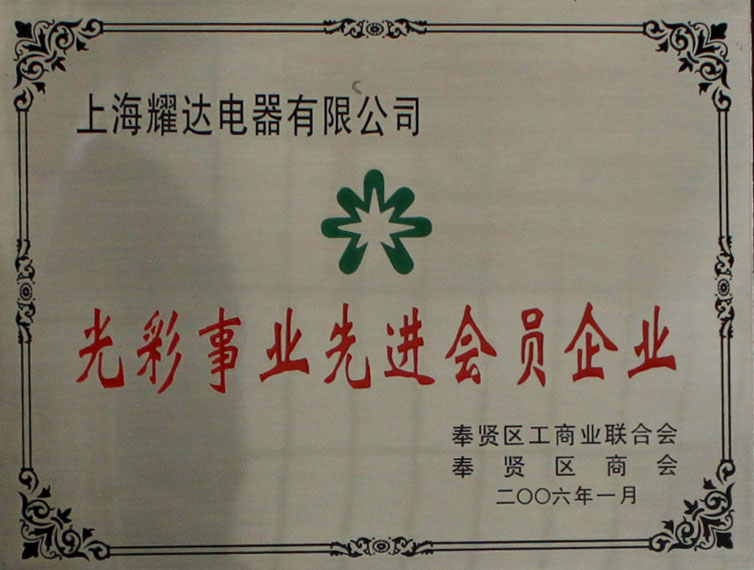 上海耀达电器有限公司
光彩事业先进会员企业
奉贤区工商业联合会
奉贤区商会
二〇〇六年一月